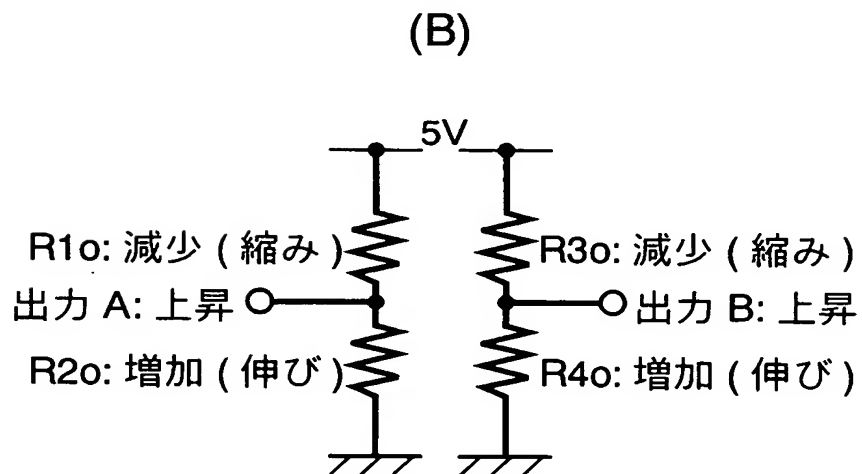 (B)
5V
R1o: 減少 ( 縮み )
R3o: 減少 ( 縮み )
出力 A: 上昇
出力 B: 上昇
R2o: 増加 ( 伸び )
R4o: 増加 ( 伸び )